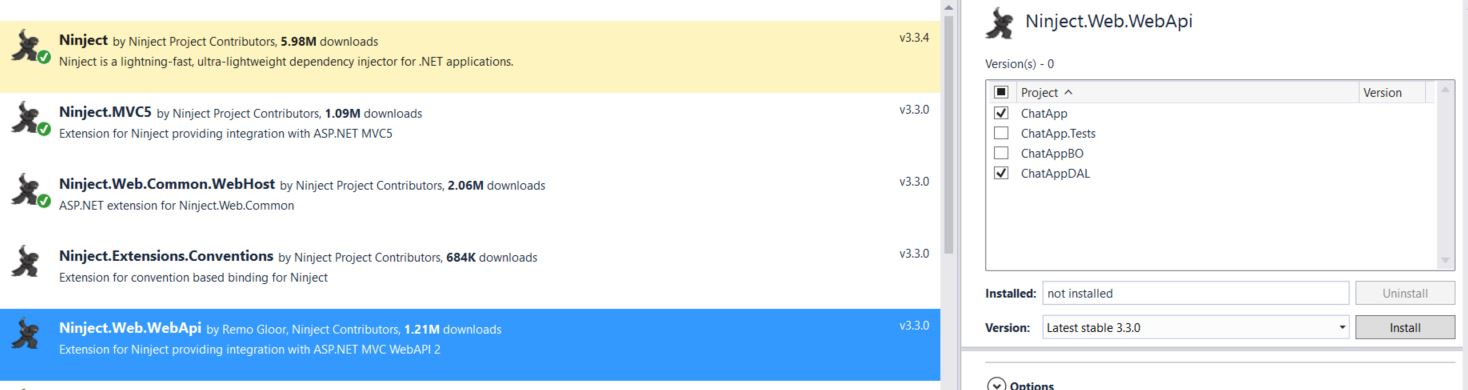 Ninject by Ninject Project Contributors, 5.98M downloads
v3.3.4
Ninject is a lightning-fast, ultra-lightweight dependency injector for .NET applications.
Ninject.MVC5 by Ninject Project Contributors, 1.09M downloads
v3.3.0
Extension for Ninject providing integration with ASP.NET MVC5
Ninject.Web.Common.WebHost by Ninject Project Contributors, 2.06M downloads
v3.3.0
ASP.NET extension for Ninject.Web.Common
Ninject.Extensions.Conventions by Ninject Project Contributors, 684K downloads
v3.3.0
Extension for convention based binding for Ninject
Ninject.Web.WebApi by Remo Gloor, Ninject Contributors, 1.21M downloads
v3.3.0
Extension for Ninject providing integration with ASP.NET MVC WebAPI 2
Ninject.Web.WebApi
Version(s) - 0
Project Version
ChatApp
ChatApp.Tests
ChatAppBO
ChatAppDAL
Installed: not installed Uninstall
Version: Latest stable 3.3.0 Install
Options